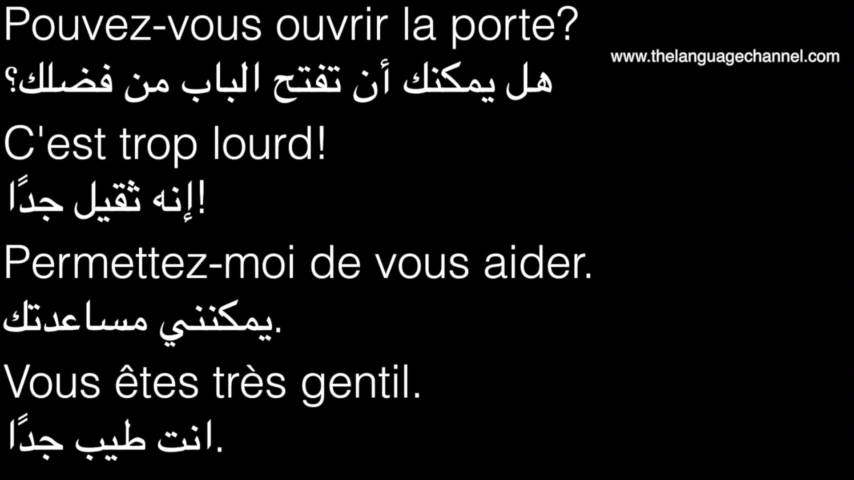 Pouvez-vous ouvrir la porte?
www.thelanguagechannel.com
هل يمكنك أن تفتح الباب من فضلك؟
C'est trop lourd!
إنه ثقيل جدًا!
Permettez-moi de vous aider.
يمكنني مساعدتك.
Vous êtes très gentil.
انت طيب جدًا.